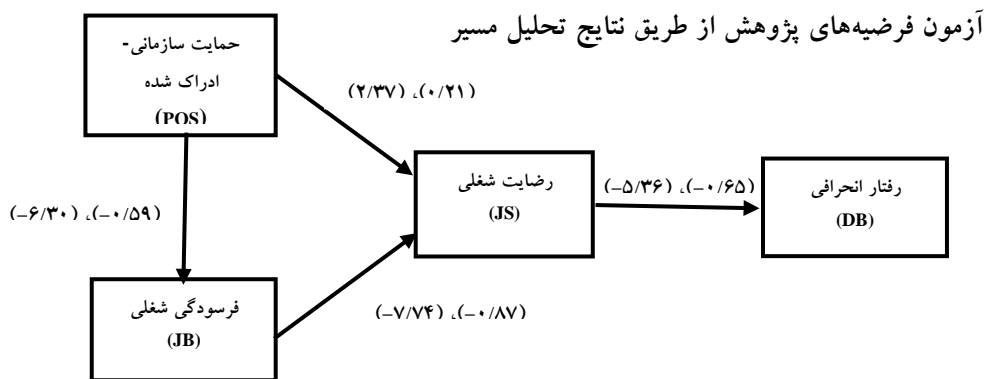 آزمون فرضیه‌های پژوهش از طریق نتایج تحلیل مسیر
حمایت سازمانی-
ادراک شده
(POS)
(۲/۳۷) ،(۰/۲۱)
رضایت شغلی
(JS)
(-۵/۳۶) ،(-۰/۶۵)
رفتار انحرافی
(DB)
(-۶/۳۰) ،(-۰/۵۹)
فرسودگی شغلی
(JB)
(-۷/۷۴) ،(-۰/۸۷)